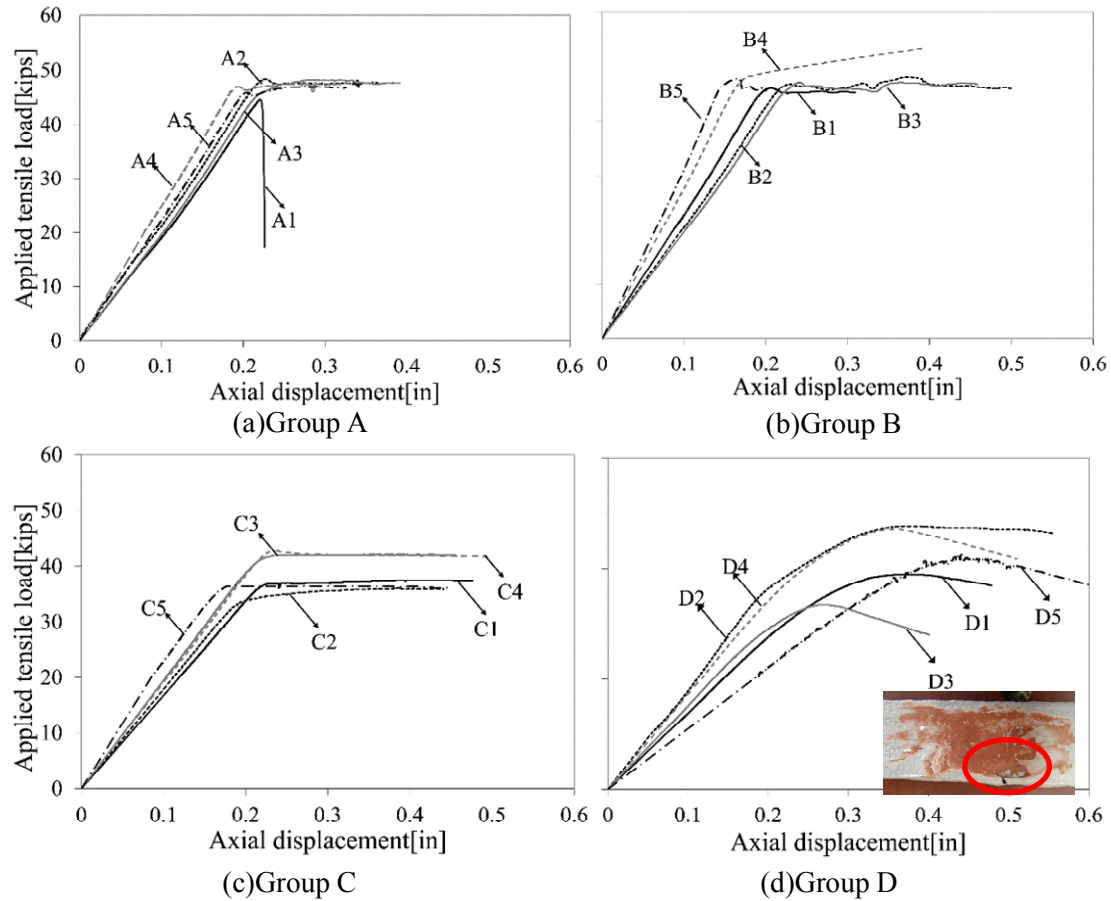 60
50
40
30
20
10
0
Applied tensile load[kips]
A2
A5
A4
A3
A1
0 0.1 0.2 0.3 0.4 0.5 0.6
Axial displacement[in]
(a)Group A
B4
B5
B1
B3
B2
0 0.1 0.2 0.3 0.4 0.5 0.6
Axial displacement[in]
(b)Group B
60
50
40
30
20
10
0
Applied tensile load[kips]
C3
C5
C2
C4
C1
0 0.1 0.2 0.3 0.4 0.5 0.6
Axial displacement[in]
(c)Group C
D4
D2
D1
D5
D3
0 0.1 0.2 0.3 0.4 0.5 0.6
Axial displacement[in]
(d)Group D